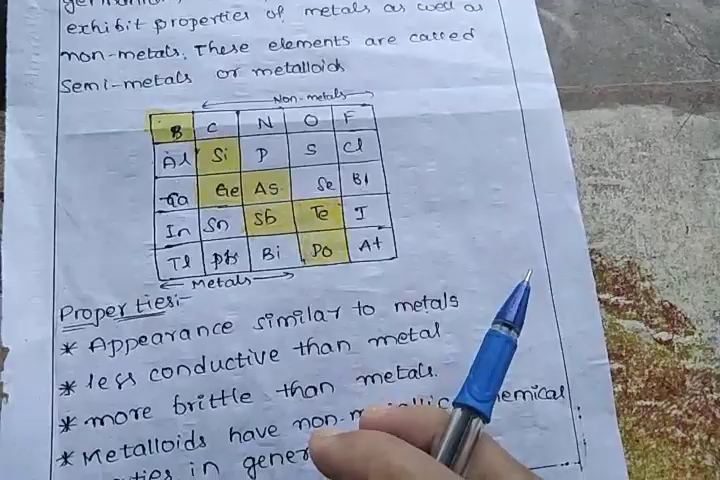 exhibit properties of metals as well as
non-metals. These elements are called
Semi-metals or metalloids
Non-metals
B C N O F
Al Si P S Cl
Ga Ge As Se Br
In Sn Sb Te I
Tl Pb Bi Po At
Metals
Properties:-
* Appearance similar to metals
* less conductive than metal
* more brittle than metals.
* Metalloids have
in